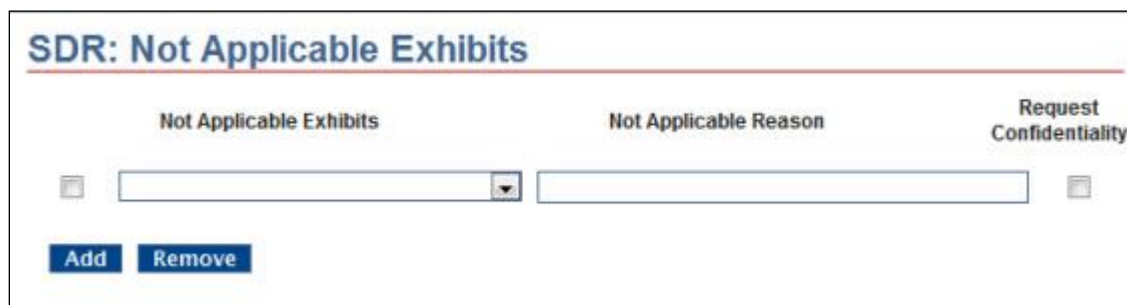 SDR: Not Applicable Exhibits
Not Applicable Exhibits Not Applicable Reason Request
Confidentiality
Add Remove